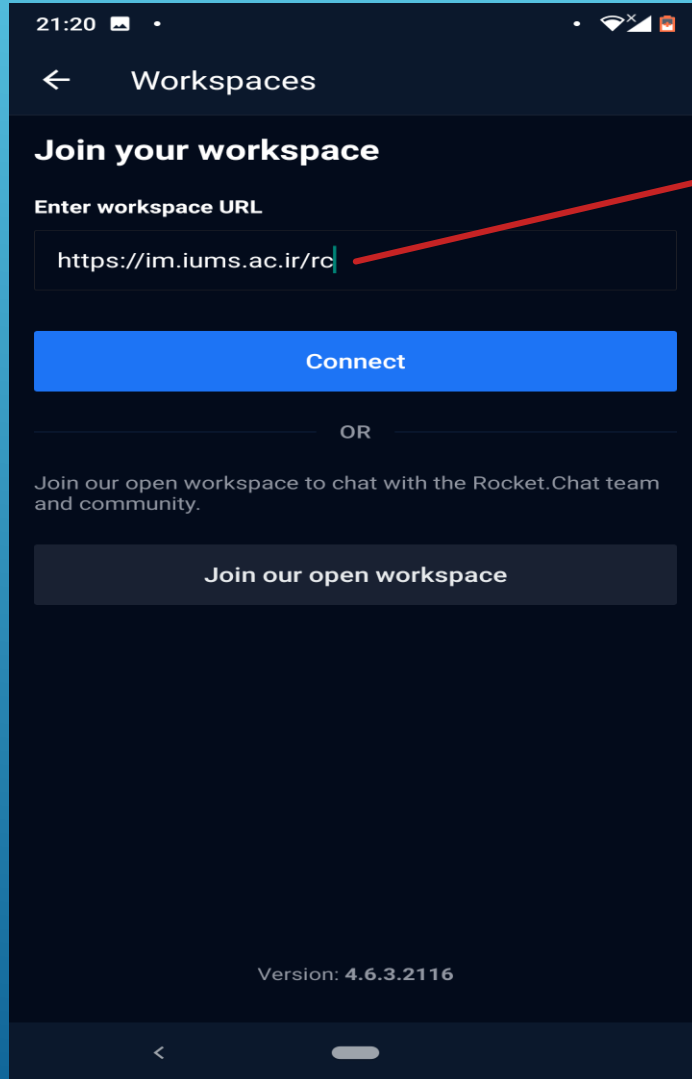 21:20
Workspaces
Join your workspace
Enter workspace URL
https://im.iums.ac.ir/rc
Connect
OR
Join our open workspace to chat with the Rocket.Chat team
and community.
Join our open workspace
Version: 4.6.3.2116